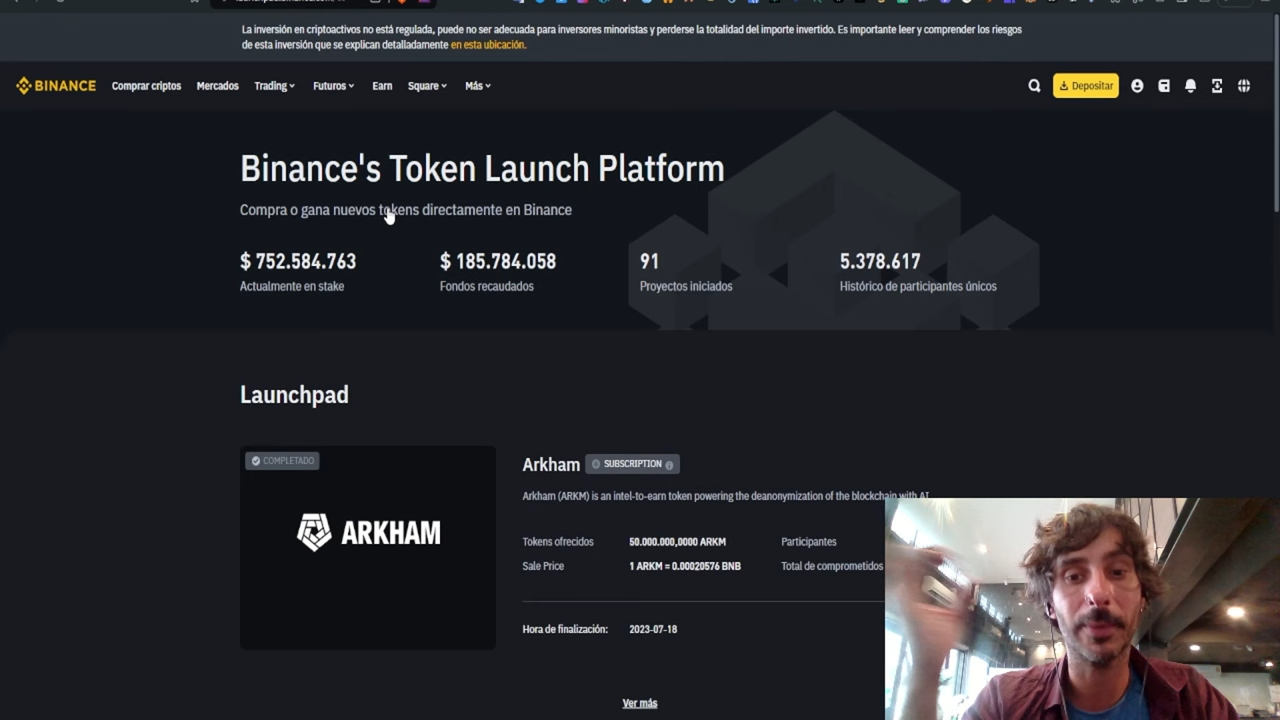 La inversión en criptoactivos no está regulada, puede no ser adecuada para inversores minoristas y perderse la totalidad del importe invertido. Es importante leer y comprender los riesgos
de esta inversión que se explican detalladamente en esta ubicación.
BINANCE Comprar criptos Mercados Trading Futuros Earn Square Más Depositar
Binance's Token Launch Platform
Compra o gana nuevos tokens directamente en Binance
$ 752.584.763 $ 185.784.058 91 5.378.617
Actualmente en stake Fondos recaudados Proyectos iniciados Histórico de participantes únicos
Launchpad
COMPLETADO
ARKHAM
Arkham SUBSCRIPTION
Arkham (ARKM) is an intel-to-earn token powering the deanonymization of the blockchain with AI
Tokens ofrecidos 50.000.000,0000 ARKM Participantes
Sale Price 1 ARKM = 0.00020576 BNB Total de comprometidos
Hora de finalización: 2023-07-18
Ver más